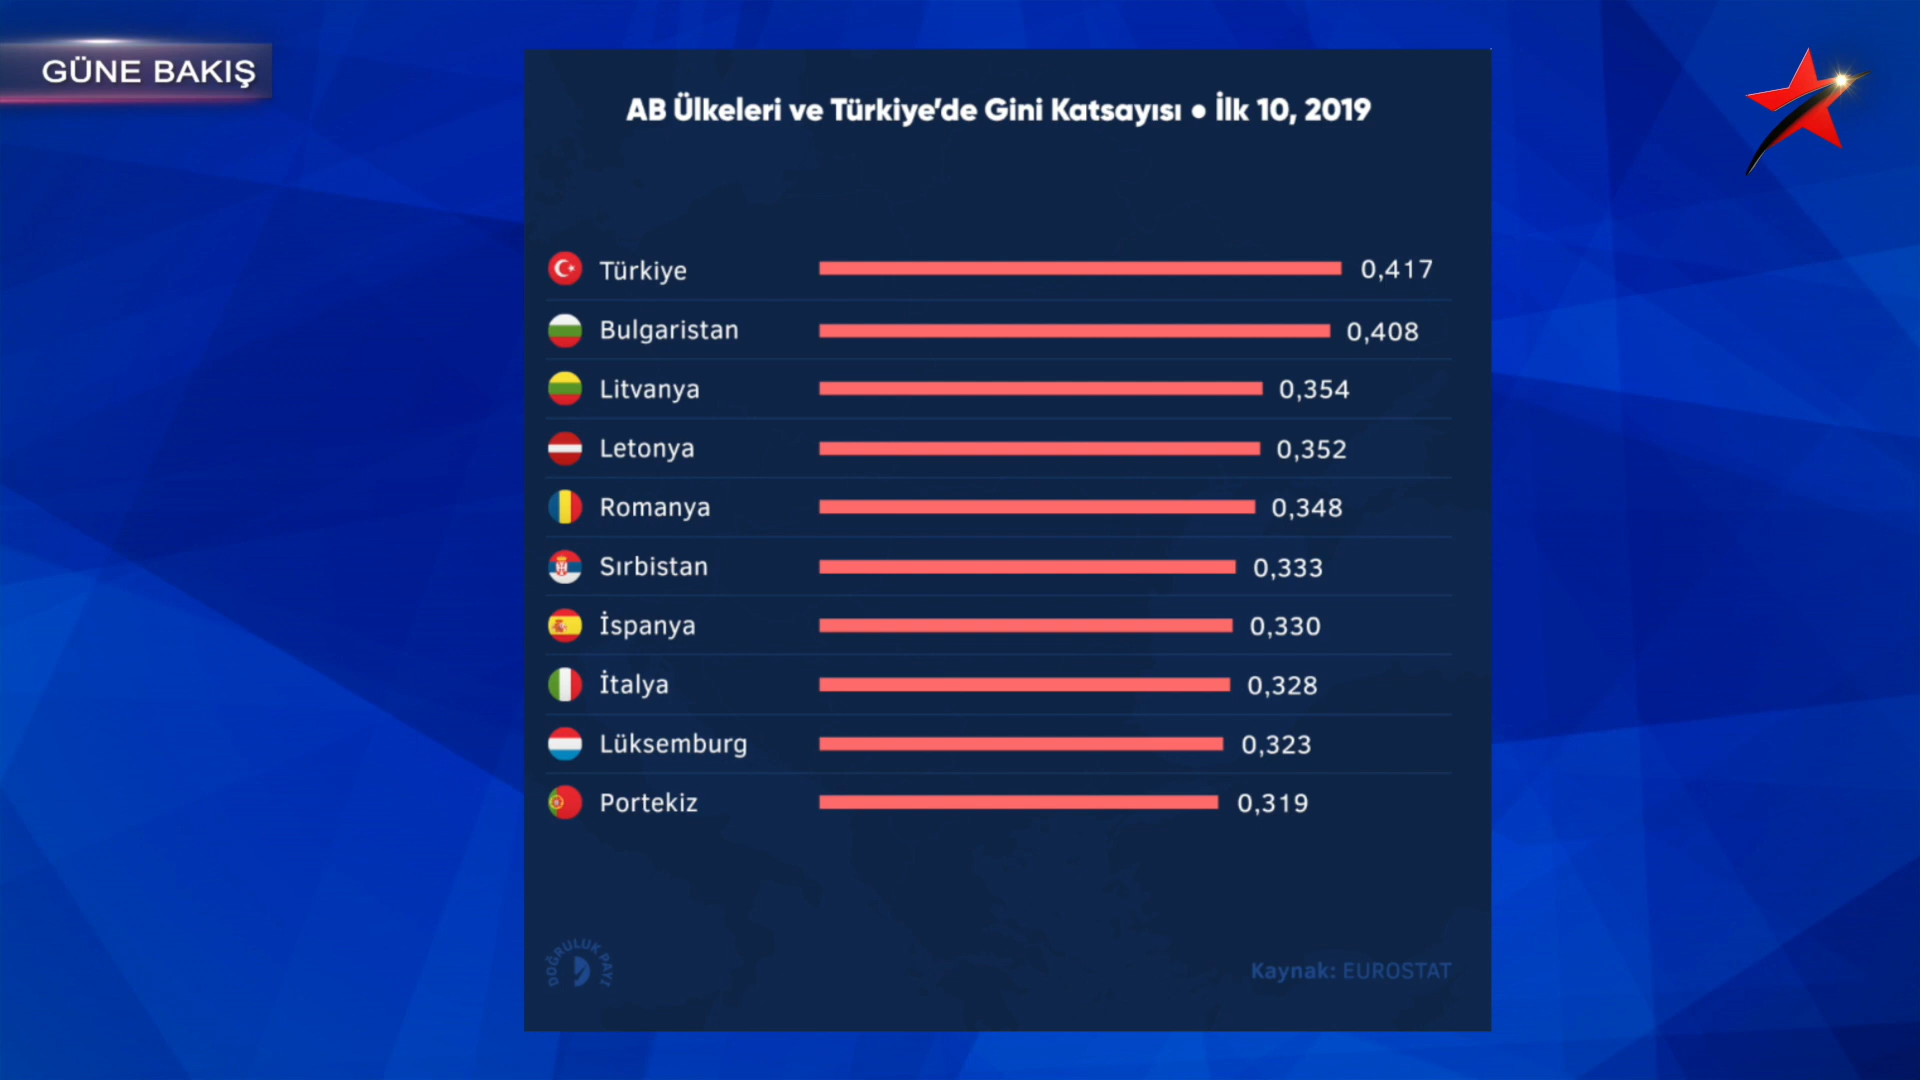 GÜNE BAKIŞ
AB Ülkeleri ve Türkiye'de Gini Katsayısı • İlk 10, 2019
Türkiye 0,417
Bulgaristan 0,408
Litvanya 0,354
Letonya 0,352
Romanya 0,348
Sırbistan 0,333
İspanya 0,330
İtalya 0,328
Lüksemburg 0,323
Portekiz 0,319
DOĞRULUK PAYI
Kaynak: EUROSTAT